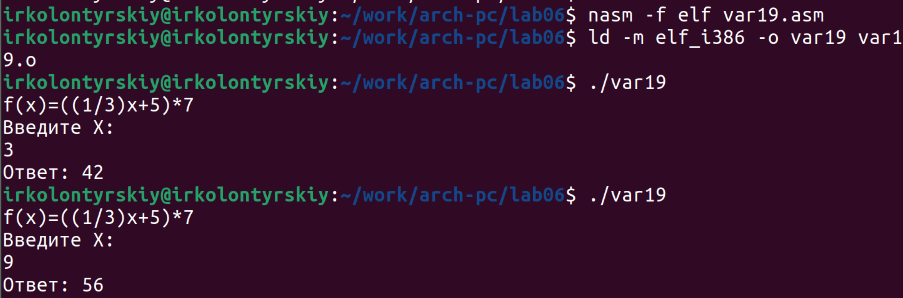 irkolontyrskiy@irkolontyrskiy:~/work/arch-pc/lab06$ nasm -f elf var19.asm
irkolontyrskiy@irkolontyrskiy:~/work/arch-pc/lab06$ ld -m elf_i386 -o var19 var1
9.o
irkolontyrskiy@irkolontyrskiy:~/work/arch-pc/lab06$ ./var19
f(x)=((1/3)x+5)*7
Введите X:
3
Ответ: 42
irkolontyrskiy@irkolontyrskiy:~/work/arch-pc/lab06$ ./var19
f(x)=((1/3)x+5)*7
Введите X:
9
Ответ: 56